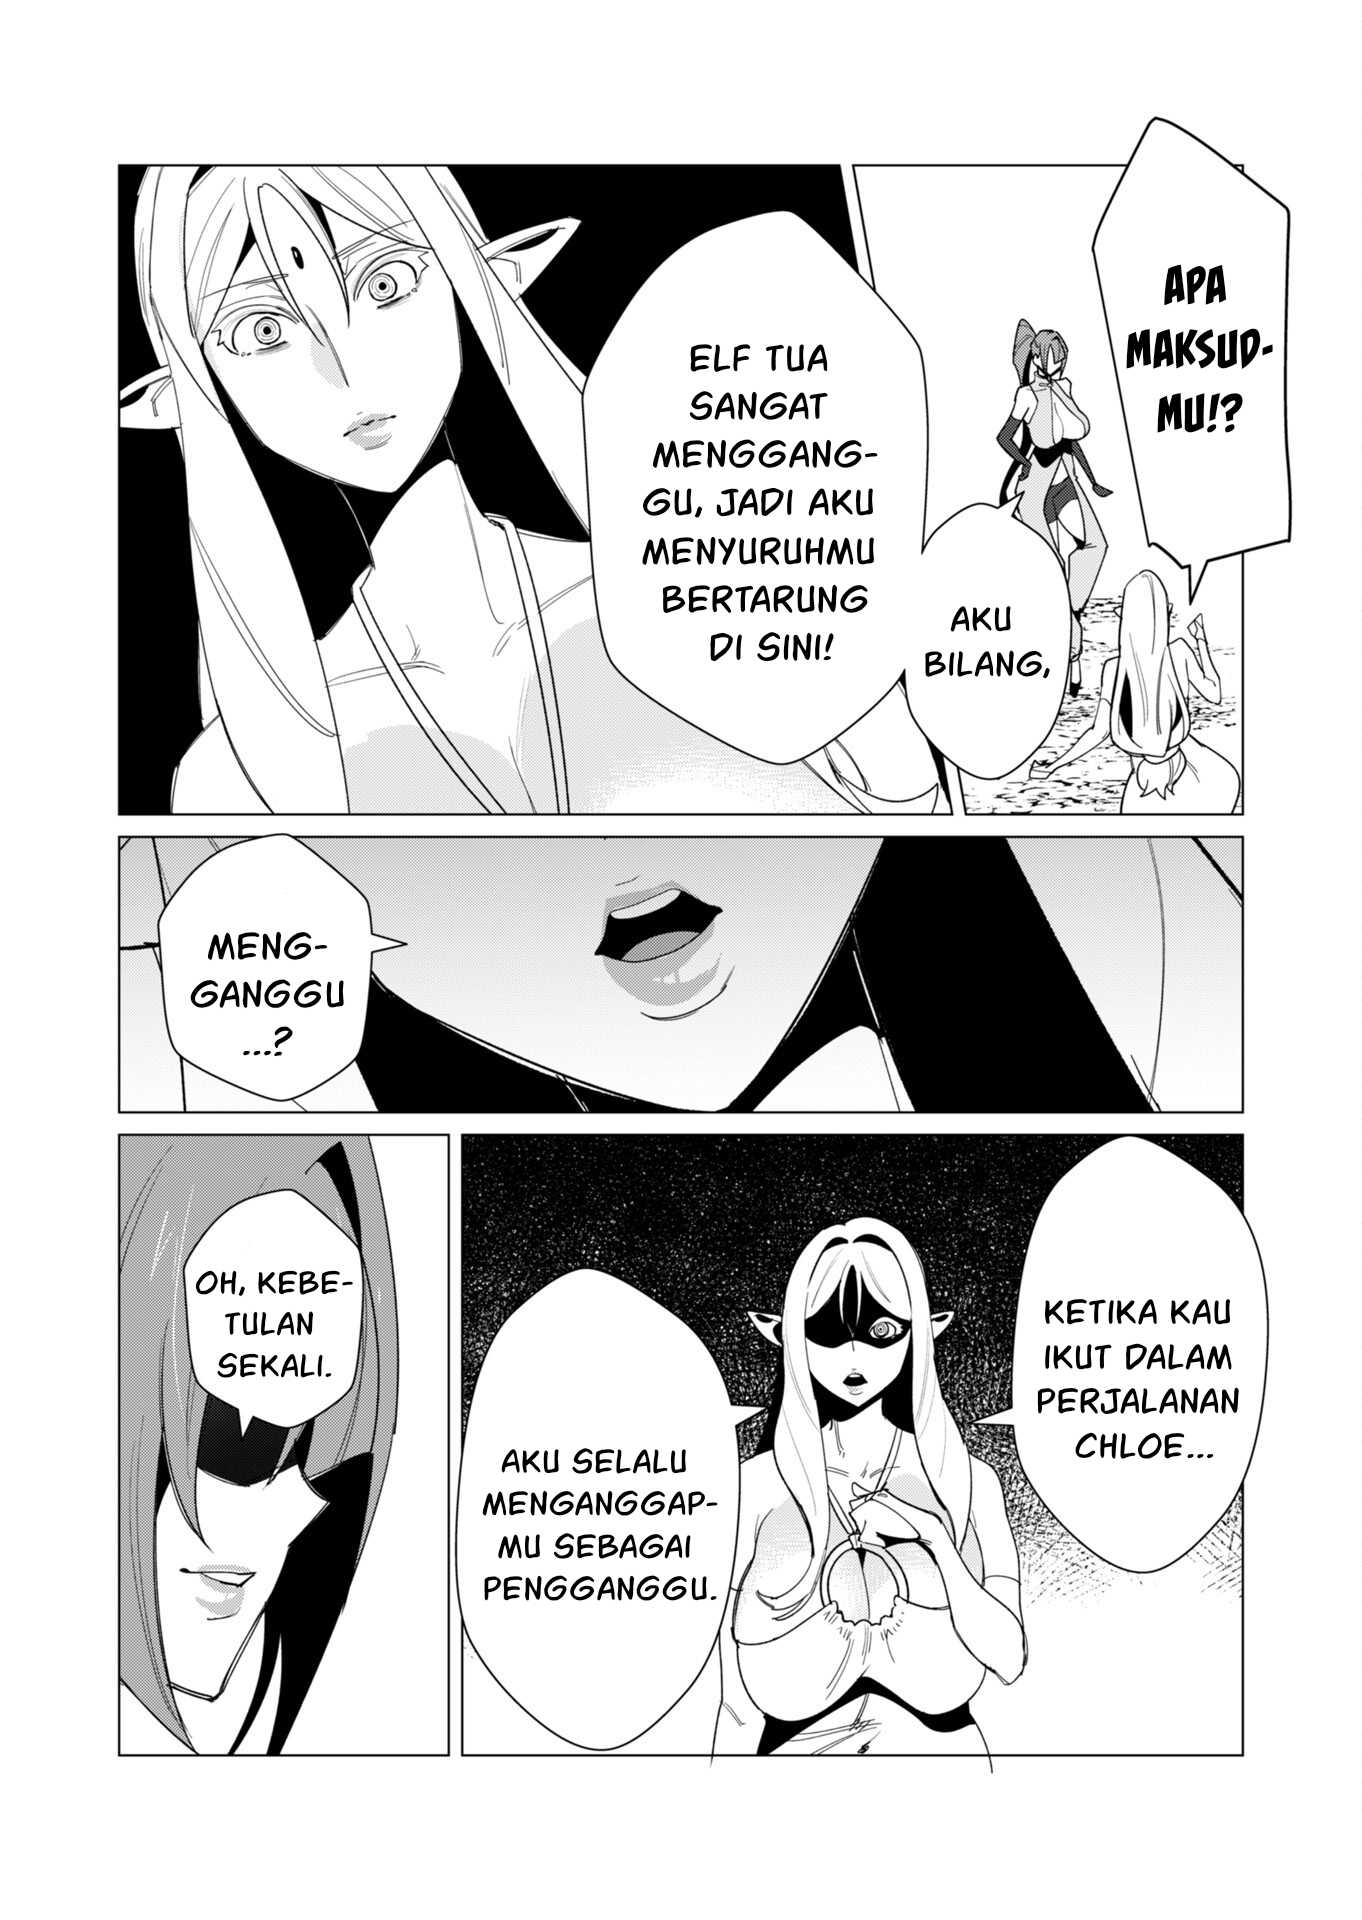 APA
MAKSUD-
MU!?
AKU
BILANG,
ELF TUA
SANGAT
MENGGANG-
GU, JADI AKU
MENYURUHMU
BERTARUNG
DI SINI!
MENG-
GANGGU
...?
KETIKA KAU
IKUT DALAM
PERJALANAN
CHLOE...
AKU SELALU
MENGANGGAP-
MU SEBAGAI
PENGGANGGU.
OH, KEBE-
TULAN
SEKALI.